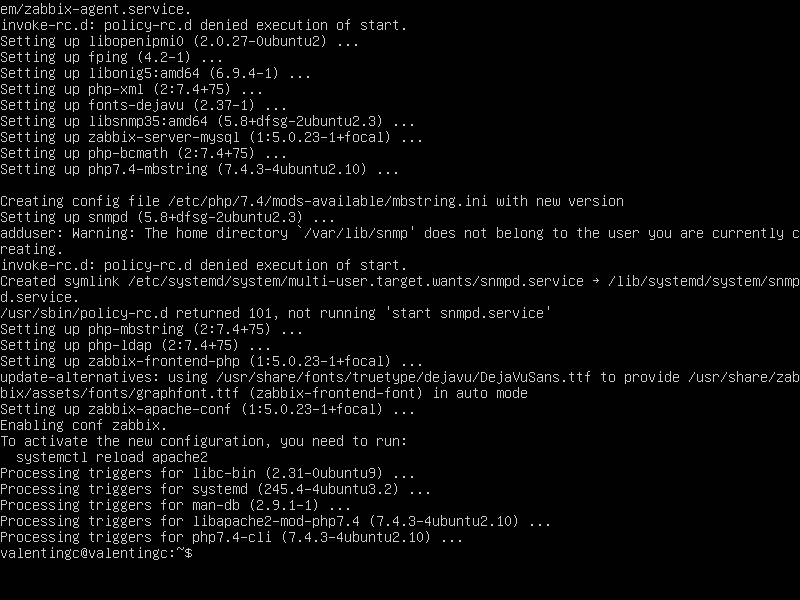 em/zabbix-agent.service.
invoke-rc.d: policy-rc.d denied execution of start.
Setting up libopenipmi0 (2.0.27-0ubuntu2) ...
Setting up fping (4.2-1) ...
Setting up libonig5:amd64 (6.9.4-1) ...
Setting up php-xml (2:7.4+75) ...
Setting up fonts-dejavu (2.37-1) ...
Setting up libsnmp35:amd64 (5.8+dfsg-2ubuntu2.3) ...
Setting up zabbix-server-mysql (1:5.0.23-1+focal) ...
Setting up php-bcmath (2:7.4+75) ...
Setting up php7.4-mbstring (7.4.3-4ubuntu2.10) ...
Creating config file /etc/php/7.4/mods-available/mbstring.ini with new version
Setting up snmpd (5.8+dfsg-2ubuntu2.3) ...
adduser: Warning: The home directory `/var/lib/snmp' does not belong to the user you are currently c
reating.
invoke-rc.d: policy-rc.d denied execution of start.
Created symlink /etc/systemd/system/multi-user.target.wants/snmpd.service → /lib/systemd/system/snmp
d.service.
/usr/sbin/policy-rc.d returned 101, not running 'start snmpd.service'
Setting up php-mbstring (2:7.4+75) ...
Setting up php-ldap (2:7.4+75) ...
Setting up zabbix-frontend-php (1:5.0.23-1+focal) ...
update-alternatives: using /usr/share/fonts/truetype/dejavu/DejaVuSans.ttf to provide /usr/share/zab
bix/assets/fonts/graphfont.ttf (zabbix-frontend-font) in auto mode
Setting up zabbix-apache-conf (1:5.0.23-1+focal) ...
Enabling conf zabbix.
To activate the new configuration, you need to run:
  systemctl reload apache2
Processing triggers for libc-bin (2.31-0ubuntu9) ...
Processing triggers for systemd (245.4-4ubuntu3.2) ...
Processing triggers for man-db (2.9.1-1) ...
Processing triggers for libapache2-mod-php7.4 (7.4.3-4ubuntu2.10) ...
Processing triggers for php7.4-cli (7.4.3-4ubuntu2.10) ...
valentingc@valentingc:~$